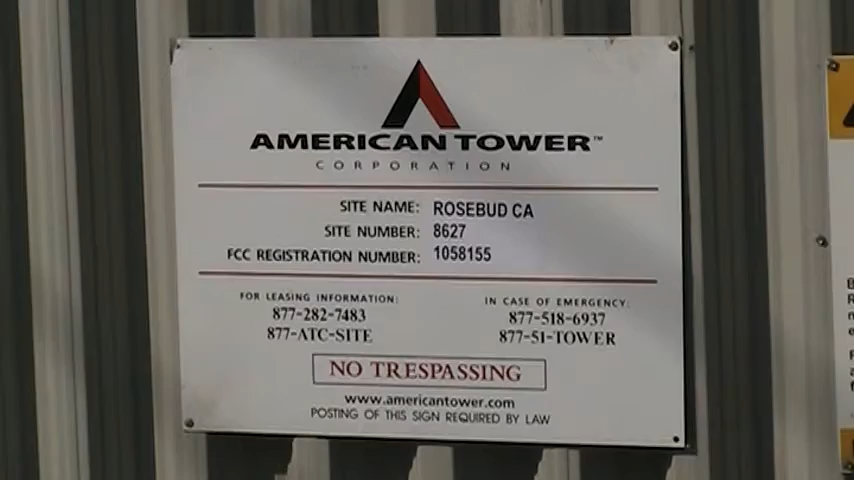 AMERICAN TOWER™
CORPORATION
SITE NAME: ROSEBUD CA
SITE NUMBER: 8627
FCC REGISTRATION NUMBER: 1058155
FOR LEASING INFORMATION:
877-282-7483
877-ATC-SITE
IN CASE OF EMERGENCY:
877-518-6937
877-51-TOWER
NO TRESPASSING
www.americantower.com
POSTING OF THIS SIGN REQUIRED BY LAW